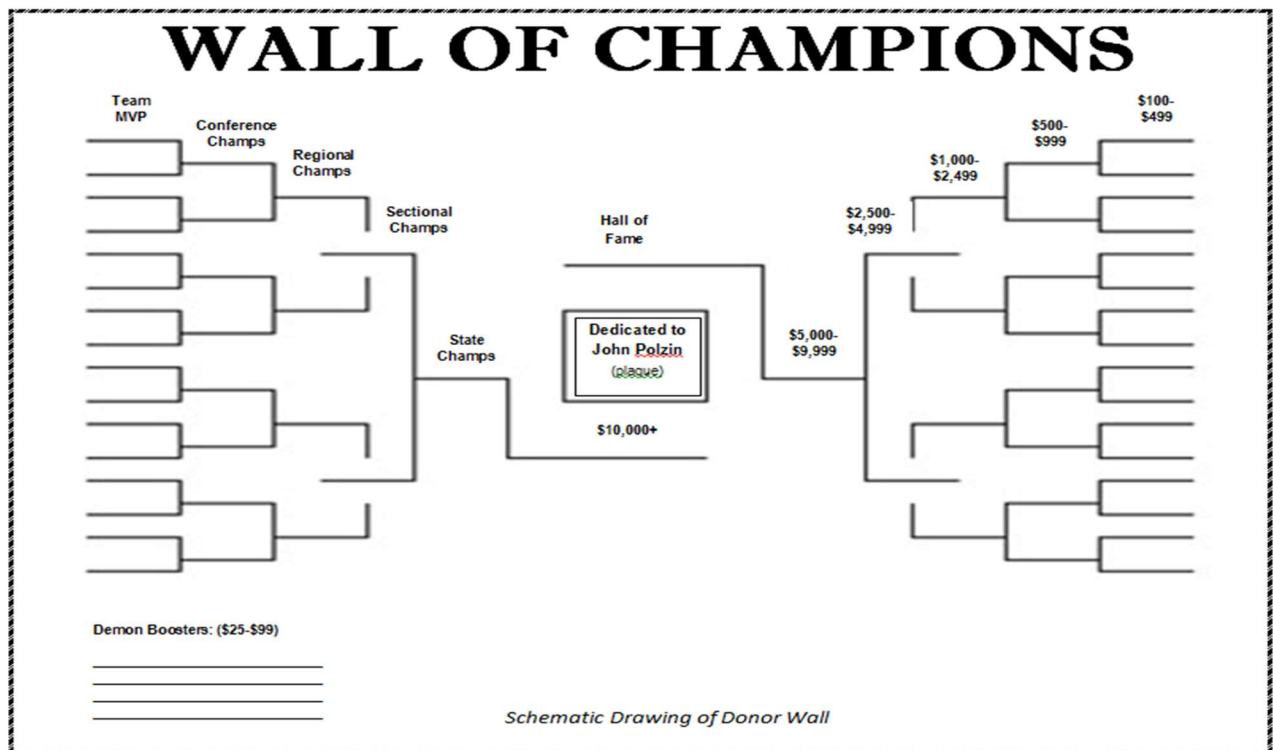 WALL OF CHAMPIONS
Team
MVP
Conference
Champs
Regional
Champs
Sectional
Champs
State
Champs
Hall of
Fame
Dedicated to
John Polzin
(plaque)
$10,000+
$5,000-
$9,999
$2,500-
$4,999
$1,000-
$2,499
$500-
$999
$100-
$499
Demon Boosters: ($25-$99)
Schematic Drawing of Donor Wall